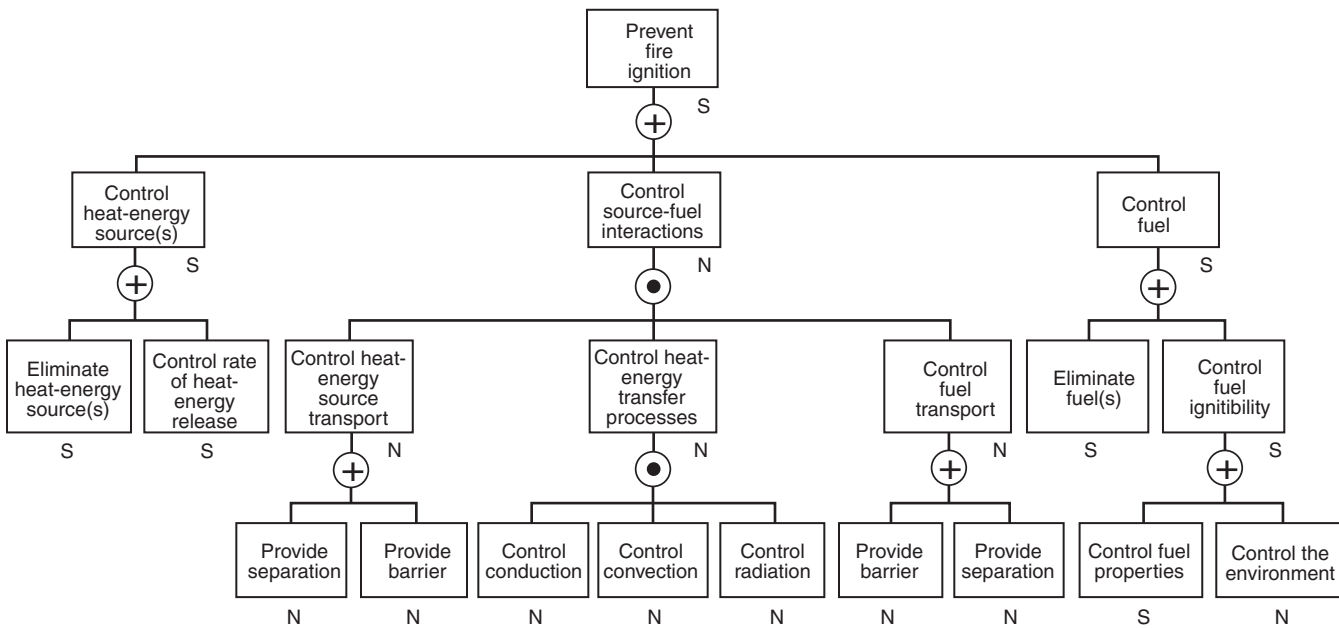 Prevent
fire
ignition
S
+
Control
heat-energy
source(s)
S
+
Control
source-fuel
interactions
N
Control
fuel
S
+
Eliminate
heat-energy
source(s)
S
Control rate
of heat-
energy
release
S
Control heat-
energy
source
transport
N
+
Control heat-
energy
transfer
processes
N
Control
fuel
transport
N
+
Eliminate
fuel(s)
S
Control
fuel
ignitibility
S
+
Provide
separation
N
Provide
barrier
N
Control
conduction
N
Control
convection
N
Control
radiation
N
Provide
barrier
N
Provide
separation
N
Control fuel
properties
S
Control the
environment
N